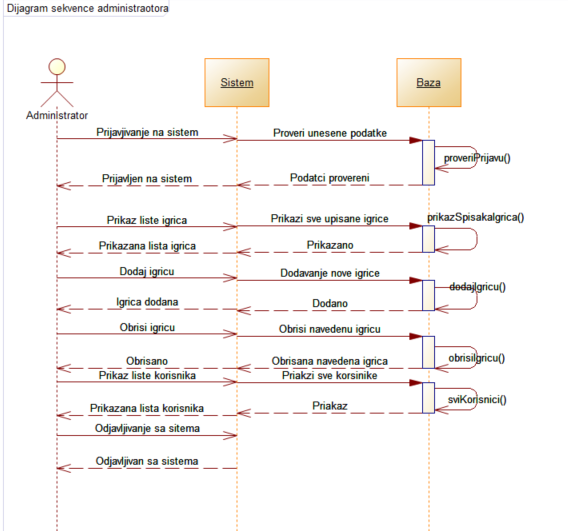 Dijagram sekvence administraotora
Sistem
Baza
Administrator
Prijavjivanje na sistem
Proveri unesene podatke
proveriPrijavu()
Prijavljen na sistem
Podatci provereni
Prikaz liste igrica
Prikazi sve upisane igrice
prikazSpisakaIgrica()
Prikazana lista igrica
Prikazano
Dodaj igricu
Dodavanje nove igrice
dodajIgricu()
Igrica dodana
Dodano
Obrisi igricu
Obrisi navedenu igricu
obrisiIgricu()
Obrisano
Obrisana navedena igrica
Prikaz liste korisnika
Priakzi sve korsinike
sviKorisnici()
Prikazana lista korisnika
Priakaz
Odjavljivanje sa sitema
Odjavljivan sa sistema